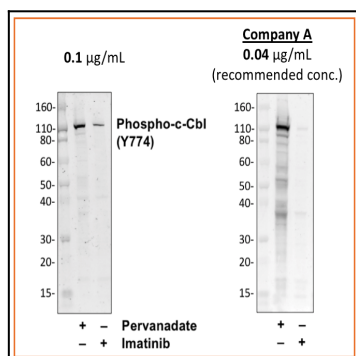 0.1 µg/mL
Company A
0.04 µg/mL
(recommended conc.)
160-
110-
80-
60-
50-
40-
30-
20-
15-
Phospho-c-Cbl
(Y774)
160-
110-
80-
60-
50-
40-
30-
20-
15-
+ – Pervanadate + –
– + Imatinib – +